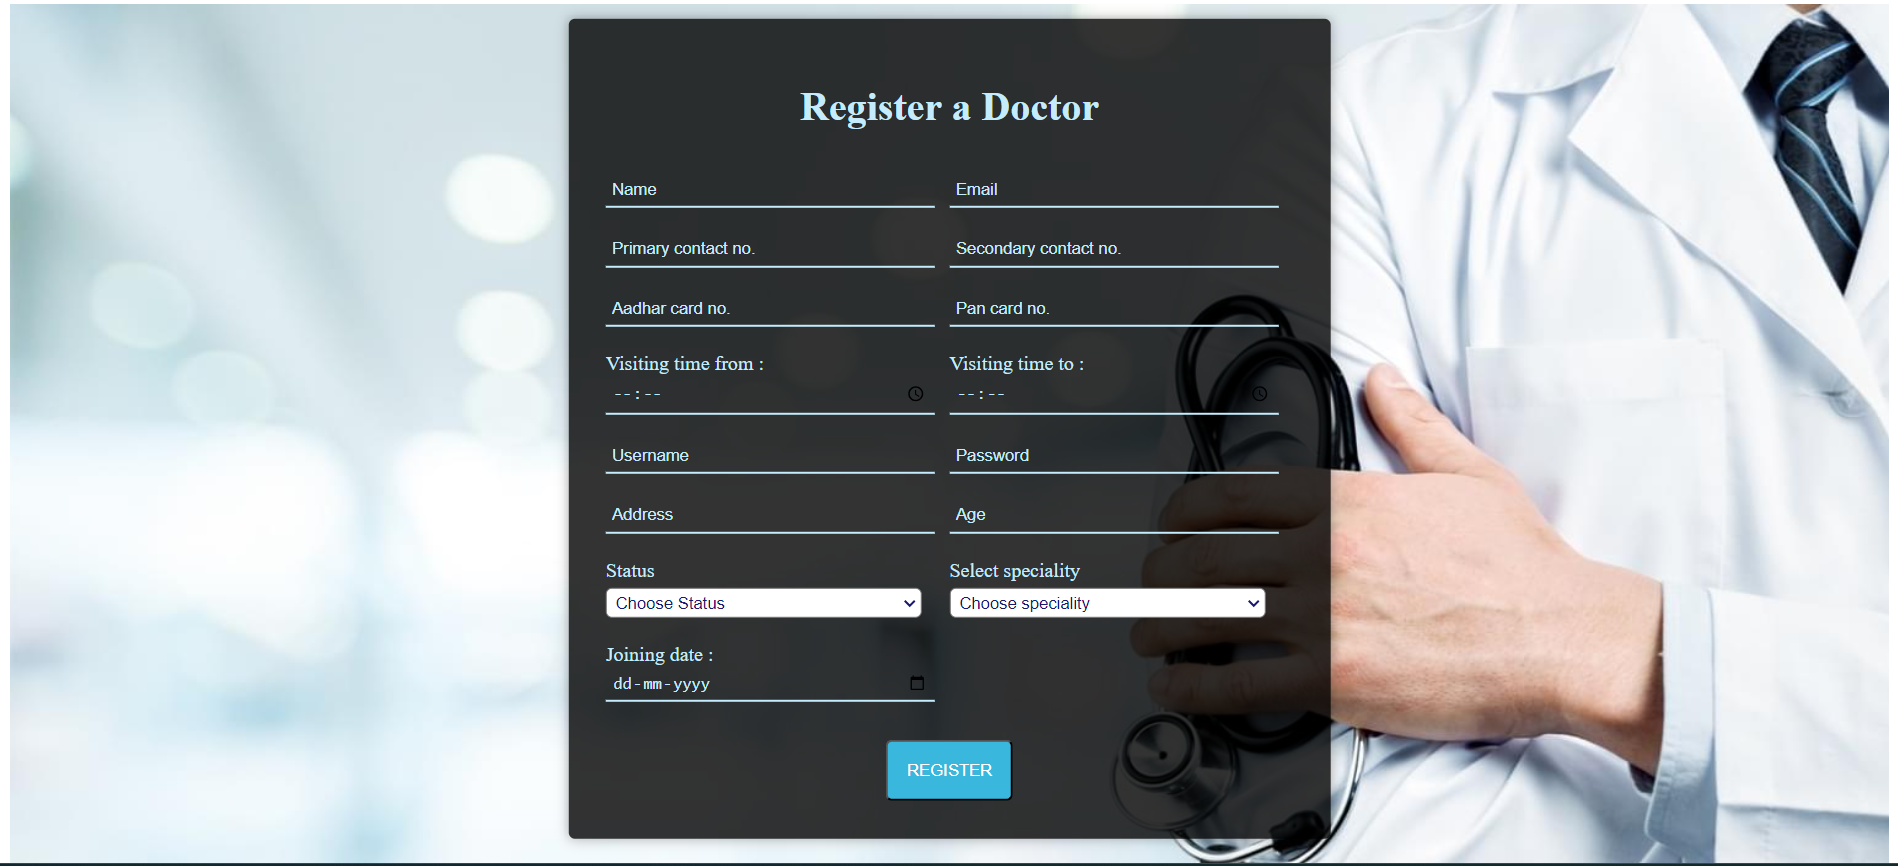 Register a Doctor
Name
Email
Primary contact no.
Secondary contact no.
Aadhar card no.
Pan card no.
Visiting time from :
Visiting time to :
--:--
--:--
Username
Password
Address
Age
Status
Select speciality
Choose Status
Choose speciality
Joining date :
dd-mm-yyyy
REGISTER